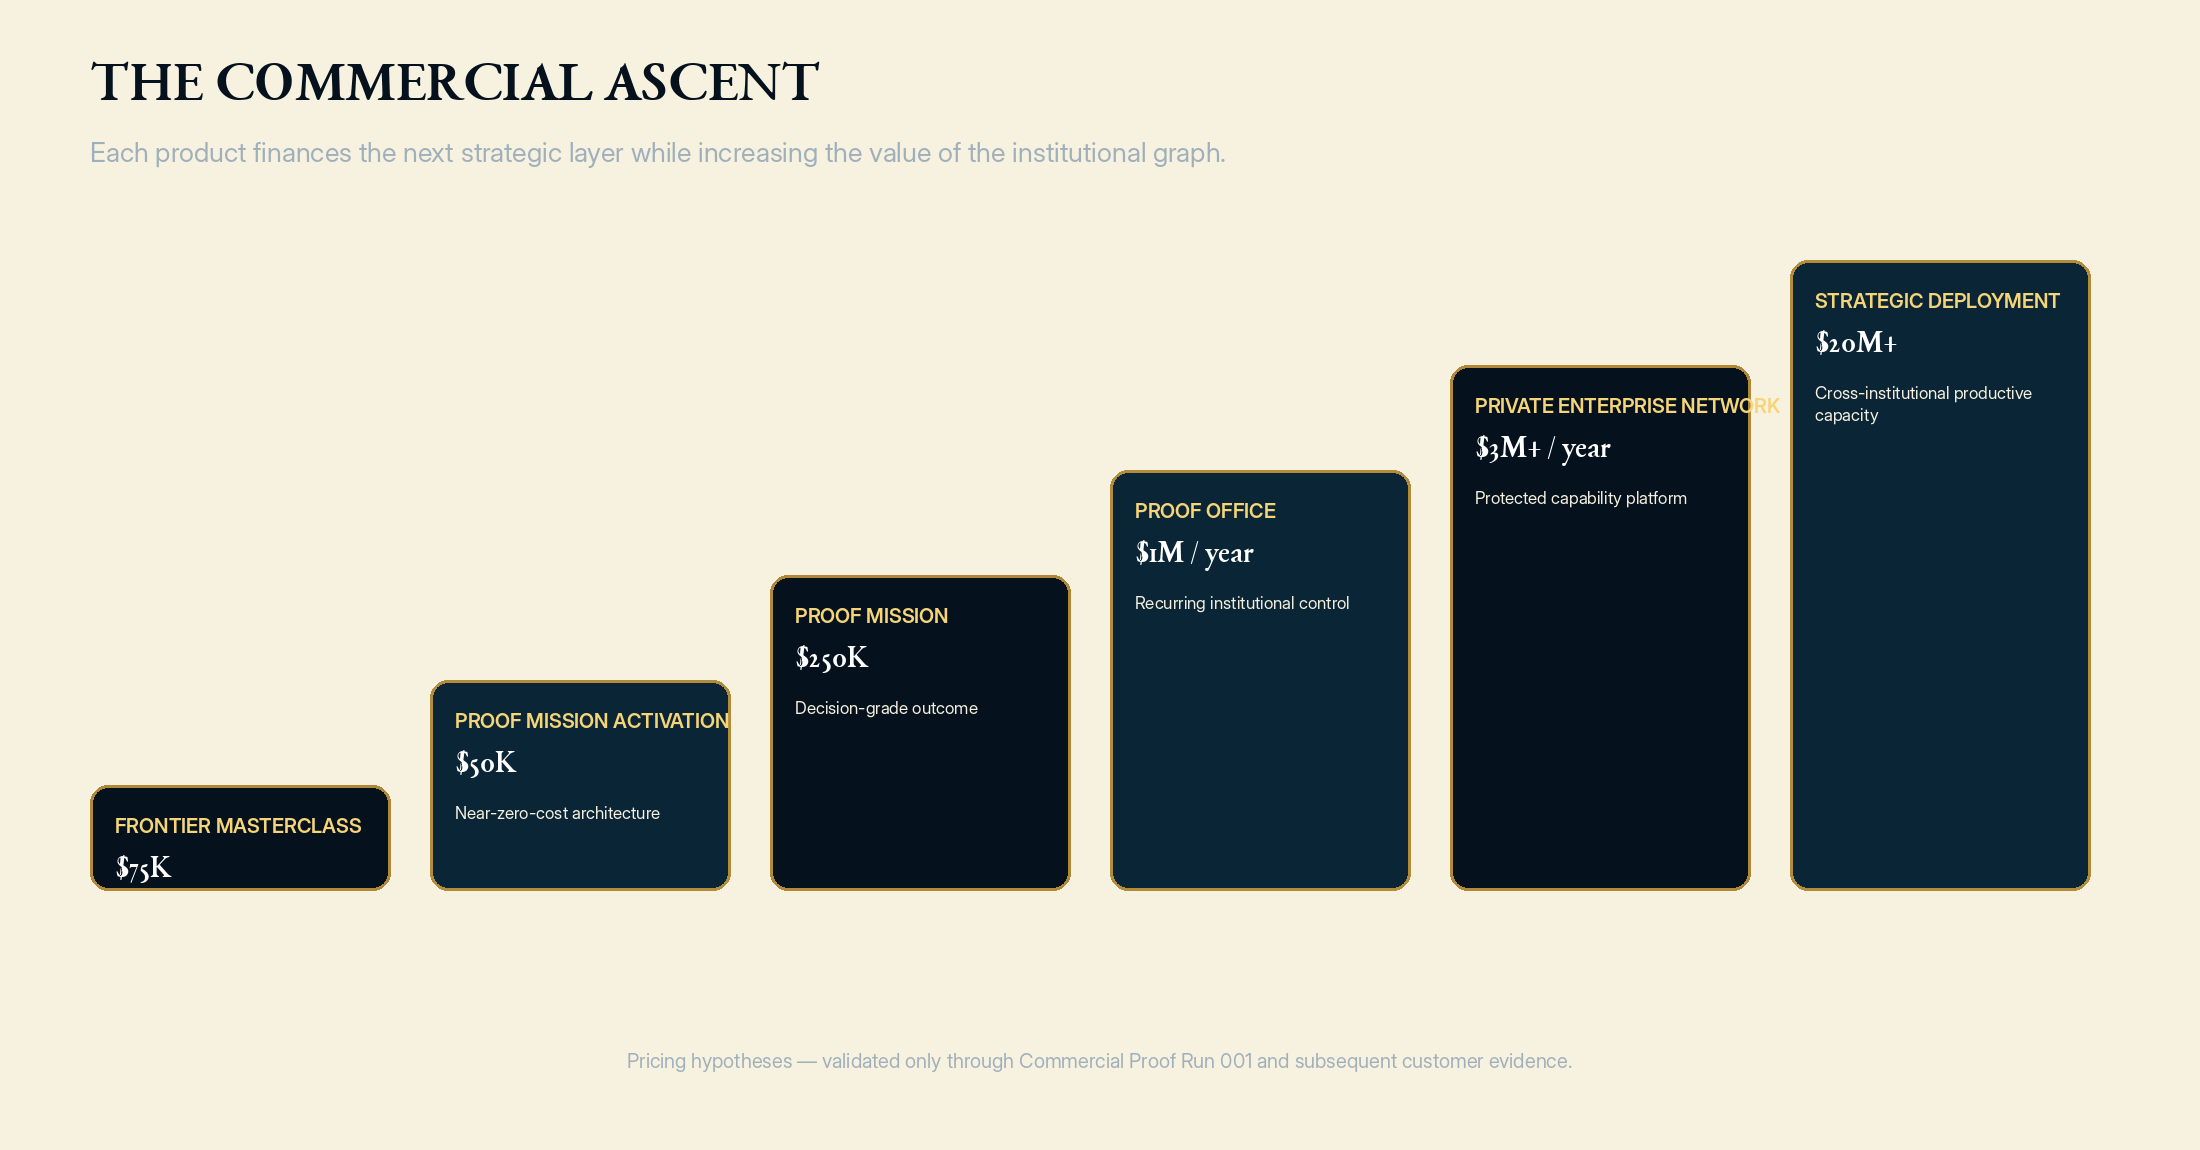 THE COMMERCIAL ASCENT
Each product finances the next strategic layer while increasing the value of the institutional graph.
FRONTIER MASTERCLASS
$75K
PROOF MISSION ACTIVATION
$50K
Near-zero-cost architecture
PROOF MISSION
$250K
Decision-grade outcome
PROOF OFFICE
$1M / year
Recurring institutional control
PRIVATE ENTERPRISE NETWORK
$3M+ / year
Protected capability platform
STRATEGIC DEPLOYMENT
$20M+
Cross-institutional productive
capacity
Pricing hypotheses — validated only through Commercial Proof Run 001 and subsequent customer evidence.